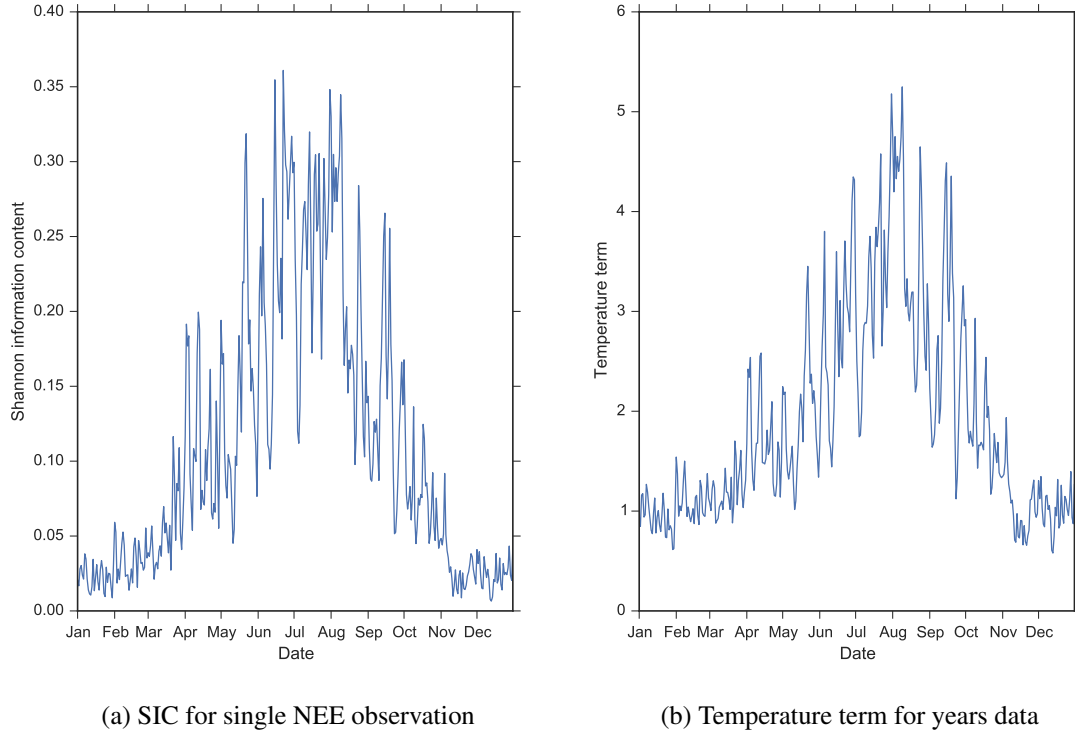 0.40
0.35
0.30
0.25
0.20
0.15
0.10
0.05
0.00
Shannon information content
Jan Feb Mar Apr May Jun Jul Aug Sep Oct Nov Dec
Date
(a) SIC for single NEE observation
6
5
4
3
2
1
0
Temperature term
Jan Feb Mar Apr May Jun Jul Aug Sep Oct Nov Dec
Date
(b) Temperature term for years data